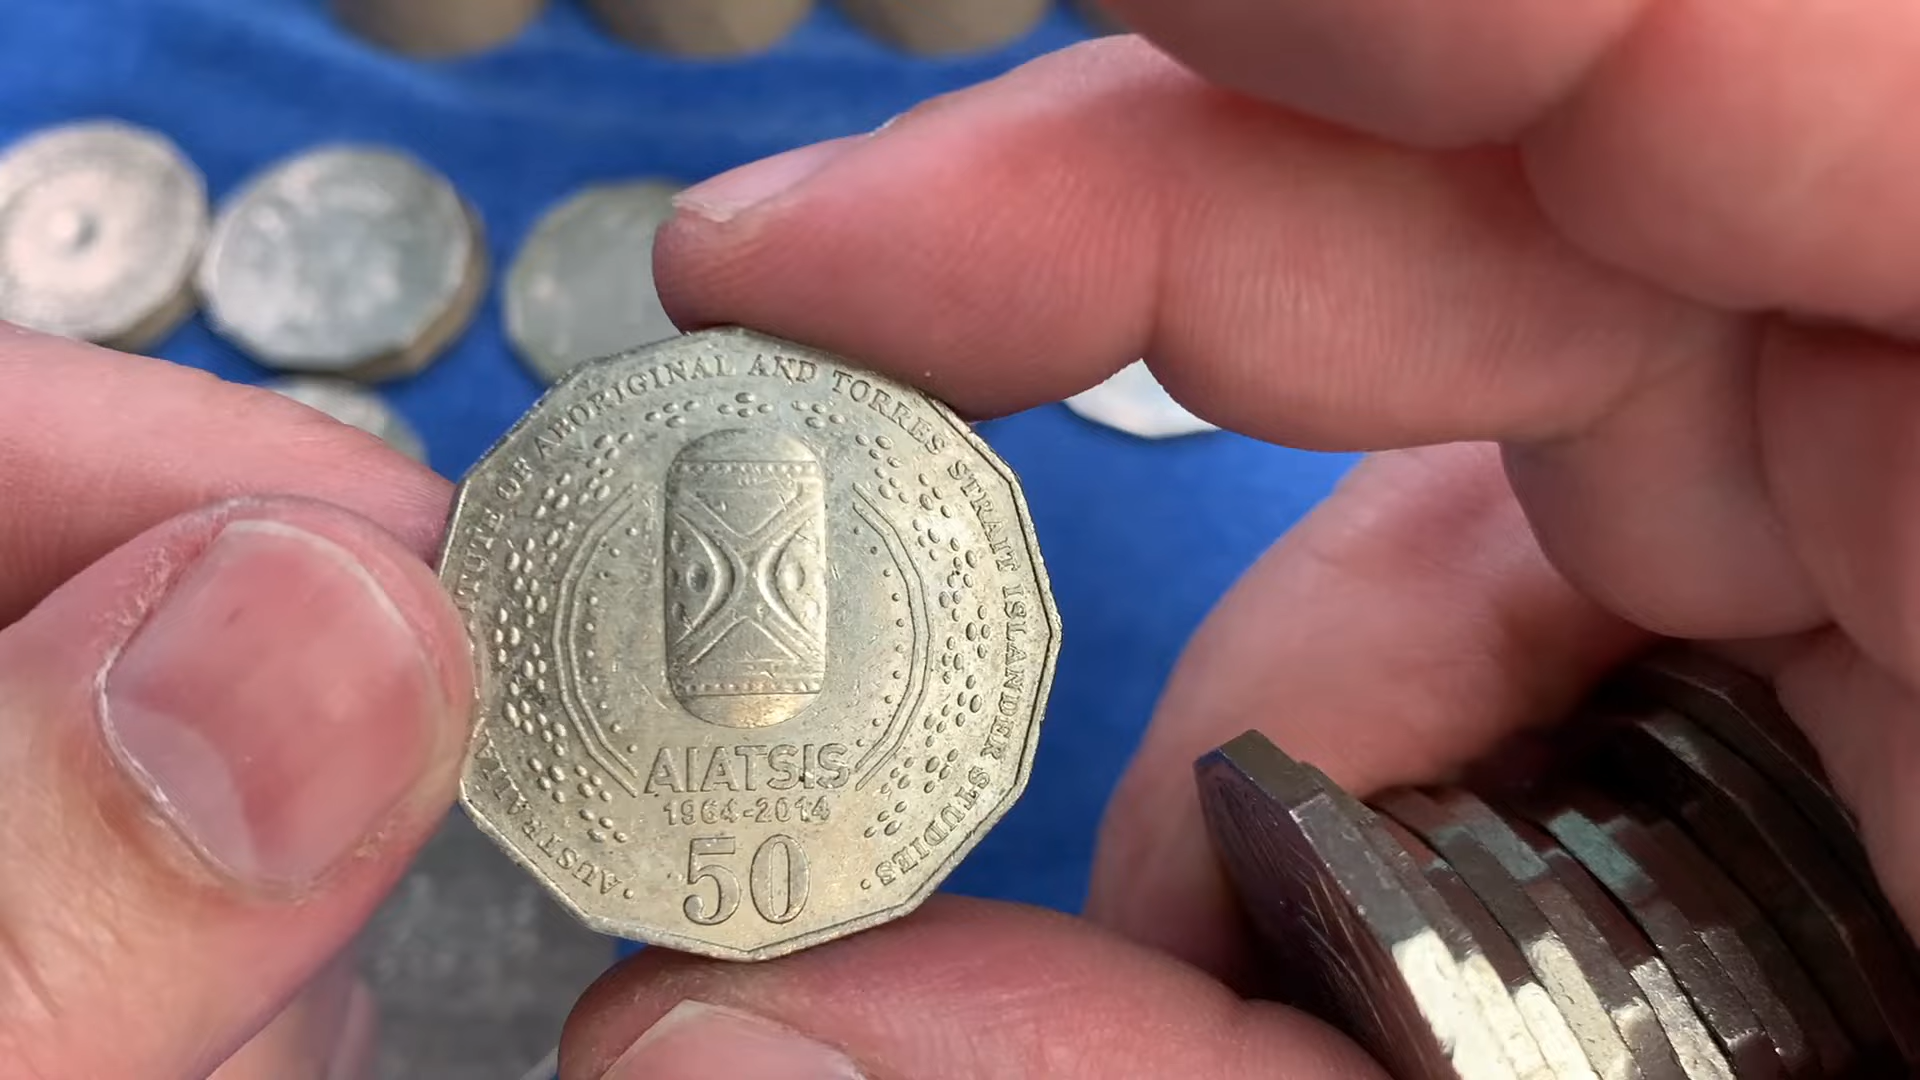 AUSTRALIAN INSTITUTE OF ABORIGINAL AND TORRES STRAIT ISLANDER STUDIES
AIATSIS
1964-2014
50